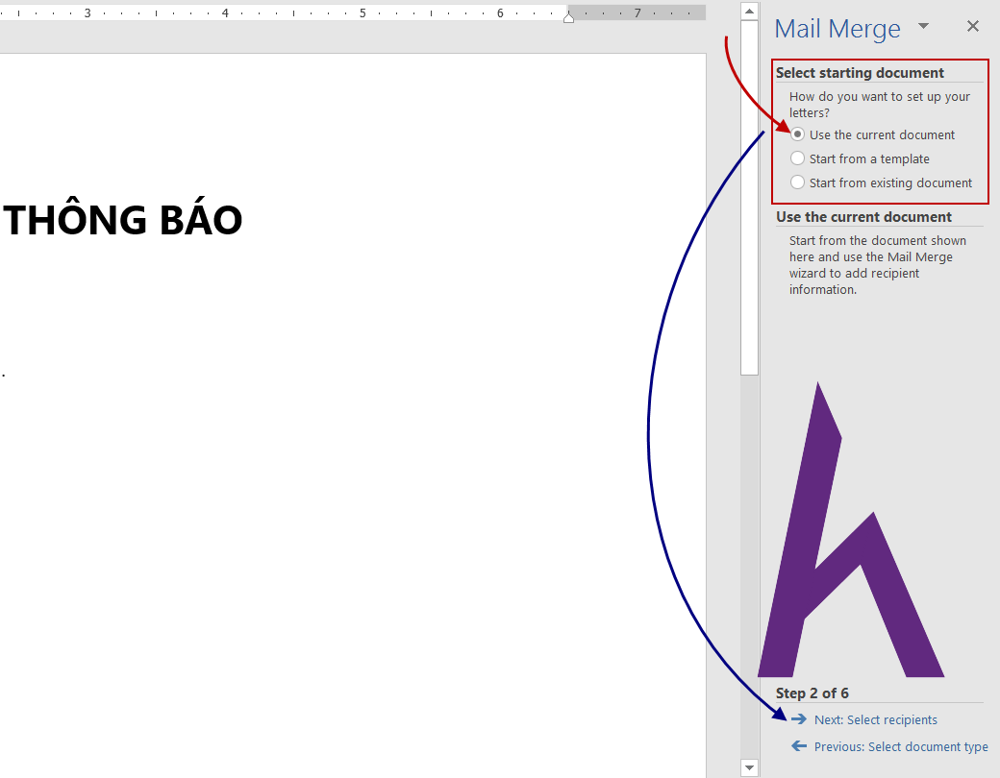 3 4 5 6 7
Mail Merge
Select starting document
How do you want to set up your
letters?
Use the current document
Start from a template
Start from existing document
THÔNG BÁO
Use the current document
Start from the document shown
here and use the Mail Merge
wizard to add recipient
information.
.
Step 2 of 6
Next: Select recipients
Previous: Select document type